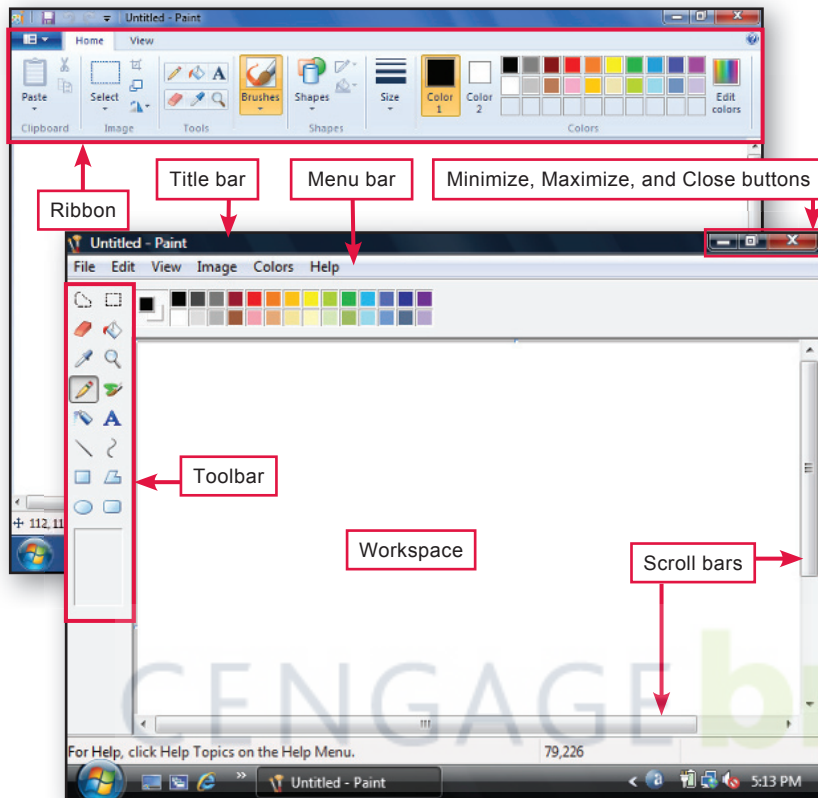 Untitled - Paint
Home View
Paste Select Brushes Shapes Size Color 1 Color 2 Edit colors
Clipboard Image Tools Shapes Colors
Title bar Menu bar Minimize, Maximize, and Close buttons
Ribbon
Untitled - Paint
File Edit View Image Colors Help
Toolbar
112, 11
Workspace
Scroll bars
CENGAGE
For Help, click Help Topics on the Help Menu. 79,226
Untitled - Paint 5:13 PM